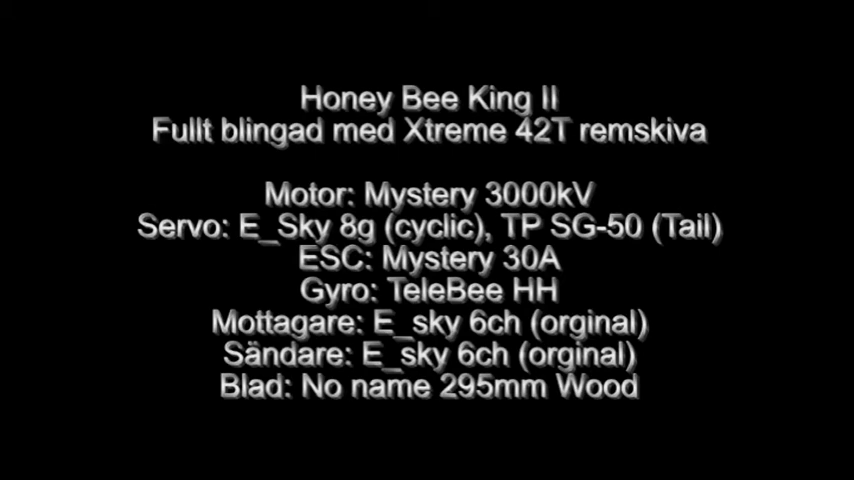 Honey Bee King II
Fullt blingad med Xtreme 42T remskiva
Motor: Mystery 3000kV
Servo: E_Sky 8g (cyclic), TP SG-50 (Tail)
ESC: Mystery 30A
Gyro: TeleBee HH
Mottagare: E_sky 6ch (orginal)
Sändare: E_sky 6ch (orginal)
Blad: No name 295mm Wood